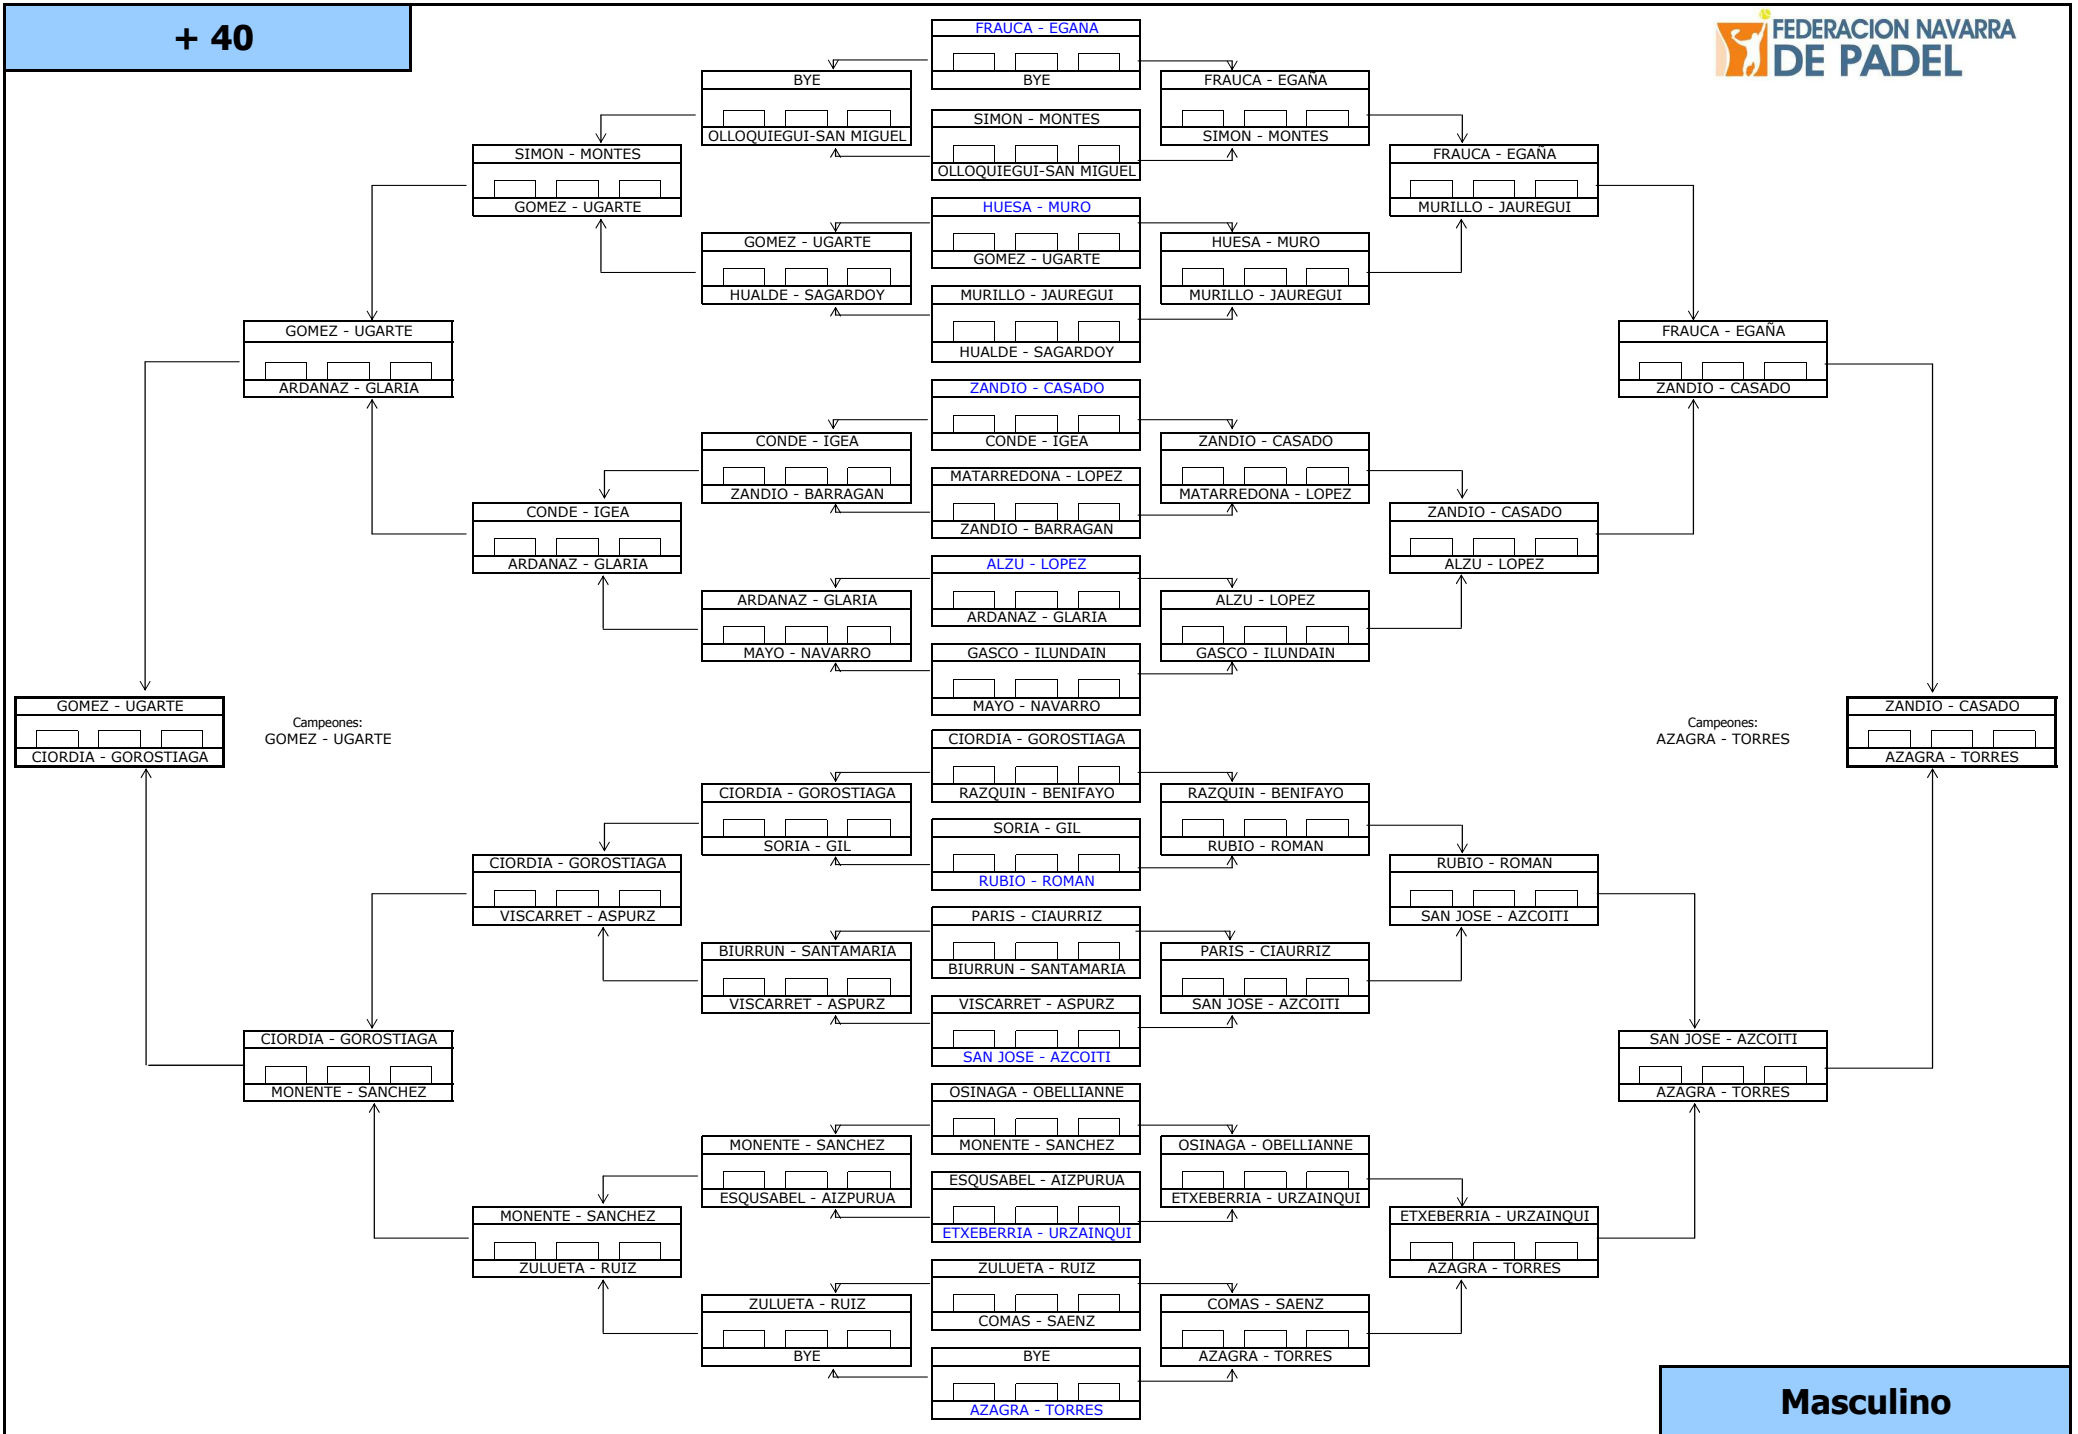 + 40
FEDERACION NAVARRA
DE PADEL
FRAUCA - EGAÑA
BYE
SIMON - MONTES
OLLOQUIEGUI-SAN MIGUEL
HUESA - MURO
GOMEZ - UGARTE
MURILLO - JAUREGUI
HUALDE - SAGARDOY
ZANDIO - CASADO
CONDE - IGEA
MATARREDONA - LOPEZ
ZANDIO - BARRAGAN
ALZU - LOPEZ
ARDANAZ - GLARIA
GASCO - ILUNDAIN
MAYO - NAVARRO
CIORDIA - GOROSTIAGA
RAZQUIN - BENIFAYO
SORIA - GIL
RUBIO - ROMAN
PARIS - CIAURRIZ
BIURRUN - SANTAMARIA
VISCARRET - ASPURZ
SAN JOSE - AZCOITI
OSINAGA - OBELLIANNE
MONENTE - SANCHEZ
ESQUSABEL - AIZPURUA
ETXEBERRIA - URZAINQUI
ZULUETA - RUIZ
COMAS - SAENZ
BYE
AZAGRA - TORRES
BYE
OLLOQUIEGUI-SAN MIGUEL
GOMEZ - UGARTE
HUALDE - SAGARDOY
CONDE - IGEA
ZANDIO - BARRAGAN
ARDANAZ - GLARIA
MAYO - NAVARRO
CIORDIA - GOROSTIAGA
SORIA - GIL
BIURRUN - SANTAMARIA
VISCARRET - ASPURZ
MONENTE - SANCHEZ
ESQUSABEL - AIZPURUA
ZULUETA - RUIZ
BYE
SIMON - MONTES
GOMEZ - UGARTE
CONDE - IGEA
ARDANAZ - GLARIA
CIORDIA - GOROSTIAGA
VISCARRET - ASPURZ
MONENTE - SANCHEZ
ZULUETA - RUIZ
GOMEZ - UGARTE
ARDANAZ - GLARIA
CIORDIA - GOROSTIAGA
MONENTE - SANCHEZ
GOMEZ - UGARTE
CIORDIA - GOROSTIAGA
Campeones:
GOMEZ - UGARTE
FRAUCA - EGAÑA
SIMON - MONTES
HUESA - MURO
MURILLO - JAUREGUI
ZANDIO - CASADO
MATARREDONA - LOPEZ
ALZU - LOPEZ
GASCO - ILUNDAIN
RAZQUIN - BENIFAYO
RUBIO - ROMAN
PARIS - CIAURRIZ
SAN JOSE - AZCOITI
OSINAGA - OBELLIANNE
ETXEBERRIA - URZAINQUI
COMAS - SAENZ
AZAGRA - TORRES
FRAUCA - EGAÑA
MURILLO - JAUREGUI
ZANDIO - CASADO
ALZU - LOPEZ
RUBIO - ROMAN
SAN JOSE - AZCOITI
ETXEBERRIA - URZAINQUI
AZAGRA - TORRES
FRAUCA - EGAÑA
ZANDIO - CASADO
SAN JOSE - AZCOITI
AZAGRA - TORRES
Campeones:
AZAGRA - TORRES
ZANDIO - CASADO
AZAGRA - TORRES
Masculino